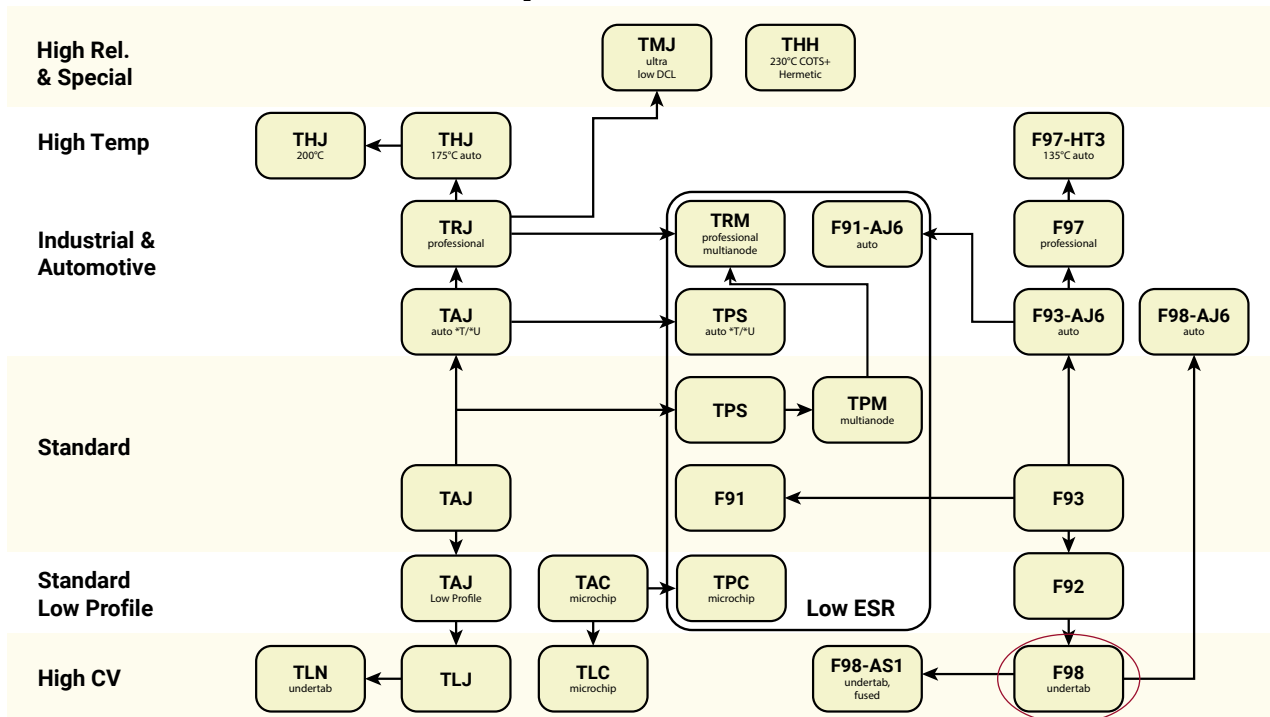 High Rel.
& Special
TMJ
ultra
low DCL
THH
230°C COTS+
Hermetic
High Temp
THJ
200°C
THJ
175°C auto
F97-HT3
135°C auto
Industrial &
Automotive
TRJ
professional
TRM
professional
multianode
F91-AJ6
auto
F97
professional
TAJ
auto *T/*U
TPS
auto *T/*U
F93-AJ6
auto
F98-AJ6
auto
Standard
TPS
TPM
multianode
TAJ
F91
F93
Standard
Low Profile
TAJ
Low Profile
TAC
microchip
TPC
microchip
Low ESR
F92
High CV
TLN
undertab
TLJ
TLC
microchip
F98-AS1
undertab,
fused
F98
undertab